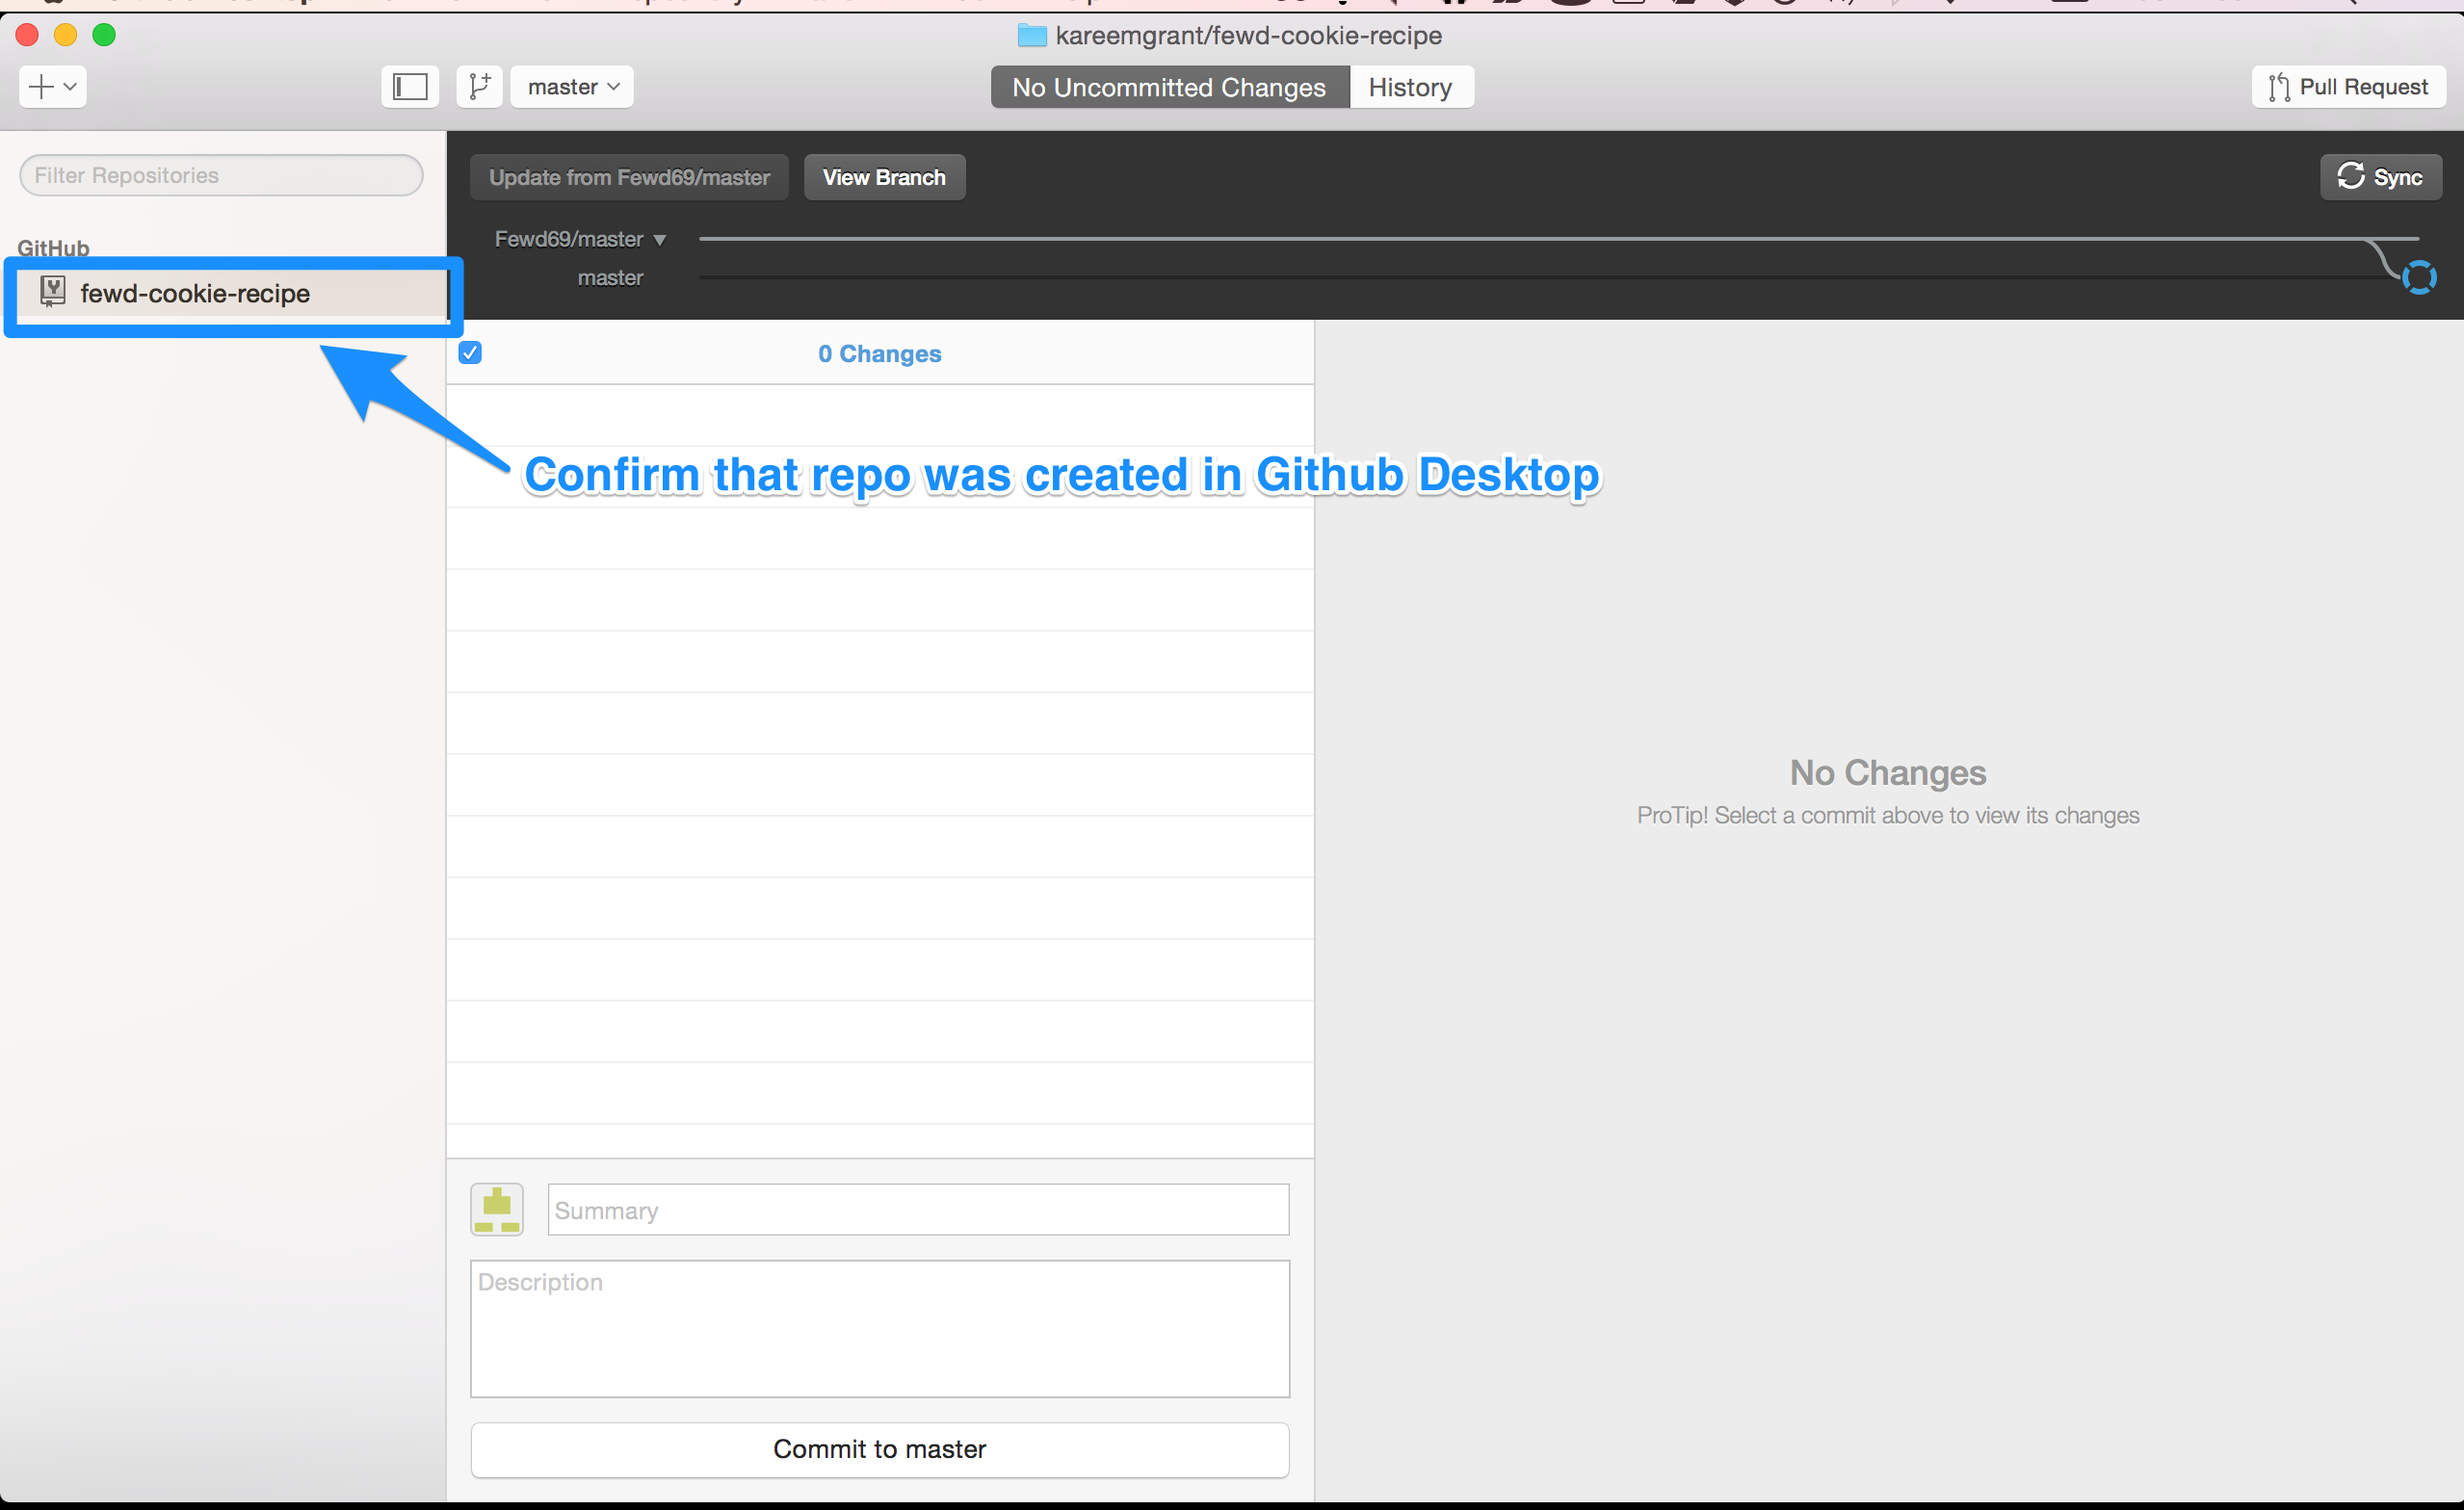 kareemgrant/fewd-cookie-recipe
master
No Uncommitted Changes
History
Pull Request
Filter Repositories
Update from Fewd69/master
View Branch
Sync
GitHub
Fewd69/master
master
fewd-cookie-recipe
0 Changes
Confirm that repo was created in Github Desktop
No Changes
ProTip! Select a commit above to view its changes
Summary
Description
Commit to master